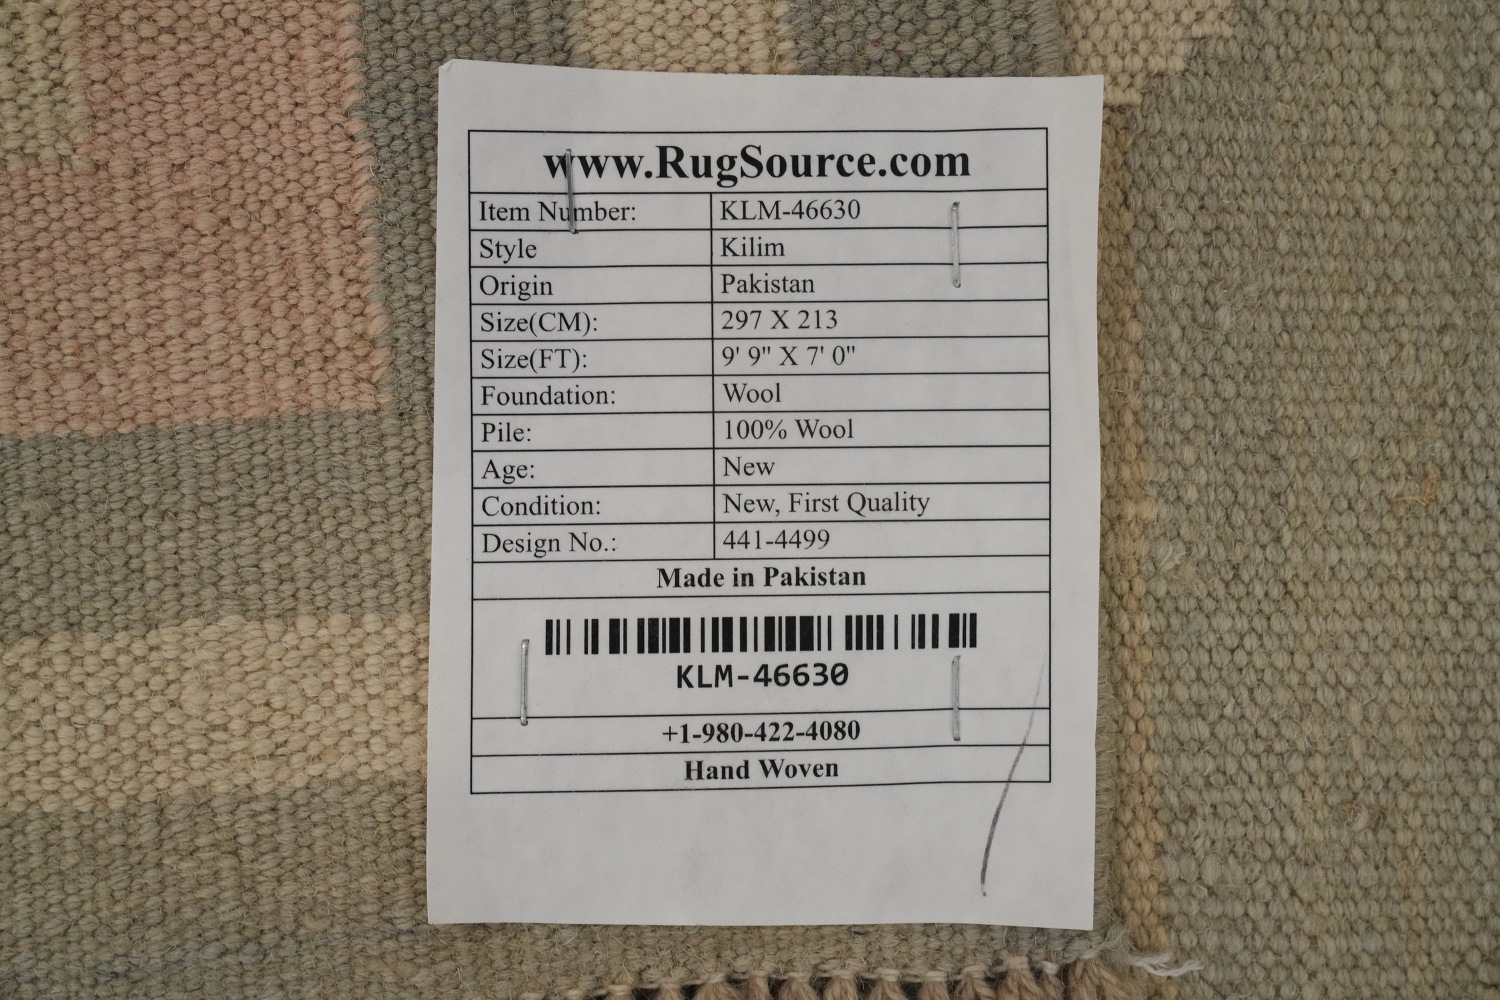 www.RugSource.com
Item Number: KLM-46630
Style Kilim
Origin Pakistan
Size(CM): 297 X 213
Size(FT): 9' 9" X 7' 0"
Foundation: Wool
Pile: 100% Wool
Age: New
Condition: New, First Quality
Design No.: 441-4499
Made in Pakistan
KLM-46630
+1-980-422-4080
Hand Woven